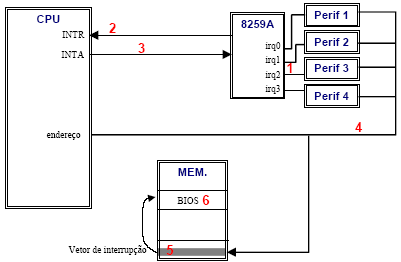 CPU
INTR
INTA
endereço
2
3
8259A
irq0
irq1
irq2
irq3
1
Perif 1
Perif 2
Perif 3
Perif 4
4
MEM.
BIOS 6
Vetor de interrupção
5